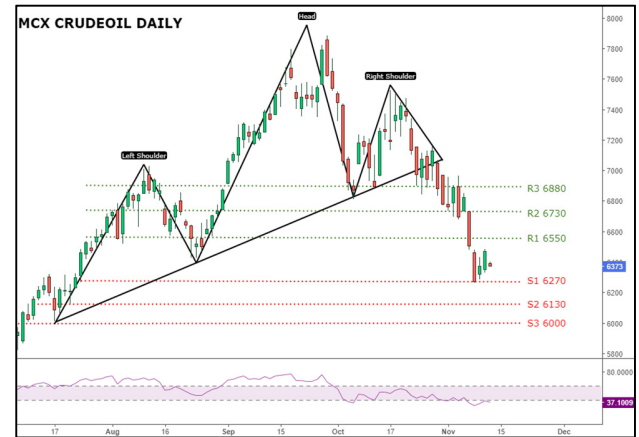 MCX CRUDEOIL DAILY
Head
Right Shoulder
Left Shoulder
8000
7800
7600
7400
7200
7000
6800
6600
6373
6200
6000
5800
R3 6880
R2 6730
R1 6550
S1 6270
S2 6130
S3 6000
80.0000
37.1009
17 Aug 16 Sep 15 Oct 17 Nov 15 Dec